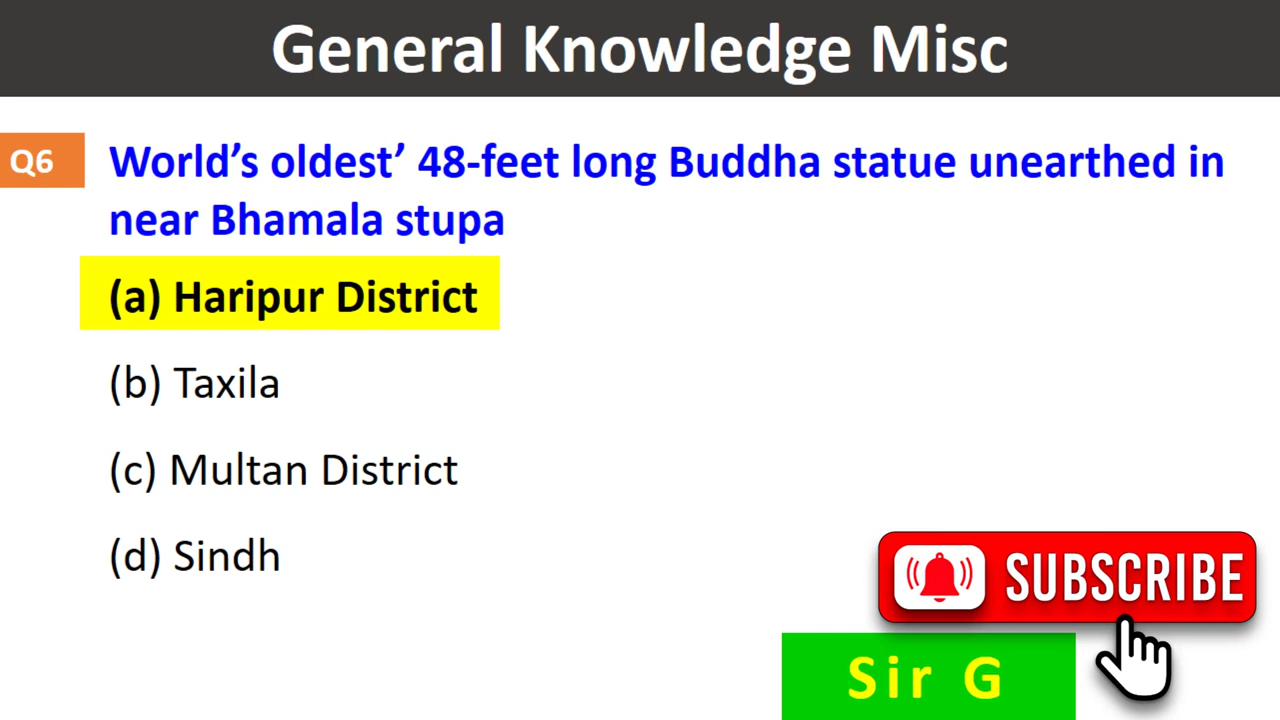 General Knowledge Misc
Q6
World’s oldest’ 48-feet long Buddha statue unearthed in
near Bhamala stupa
(a) Haripur District
(b) Taxila
(c) Multan District
(d) Sindh
SUBSCRIBE
Sir G